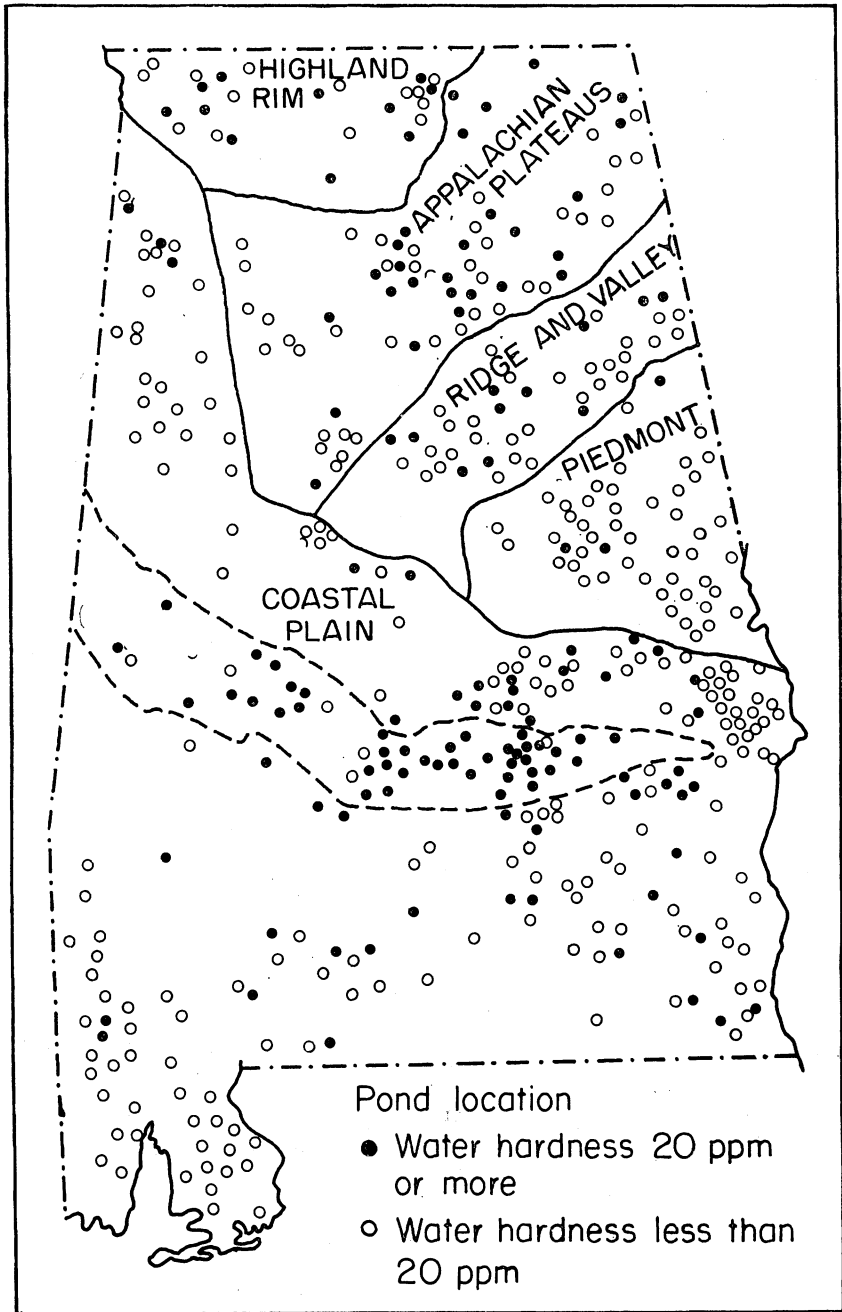 HIGHLAND
RIM
APPALACHIAN
PLATEAUS
RIDGE AND VALLEY
PIEDMONT
COASTAL
PLAIN
Pond location
Water hardness 20 ppm
or more
Water hardness less than
20 ppm